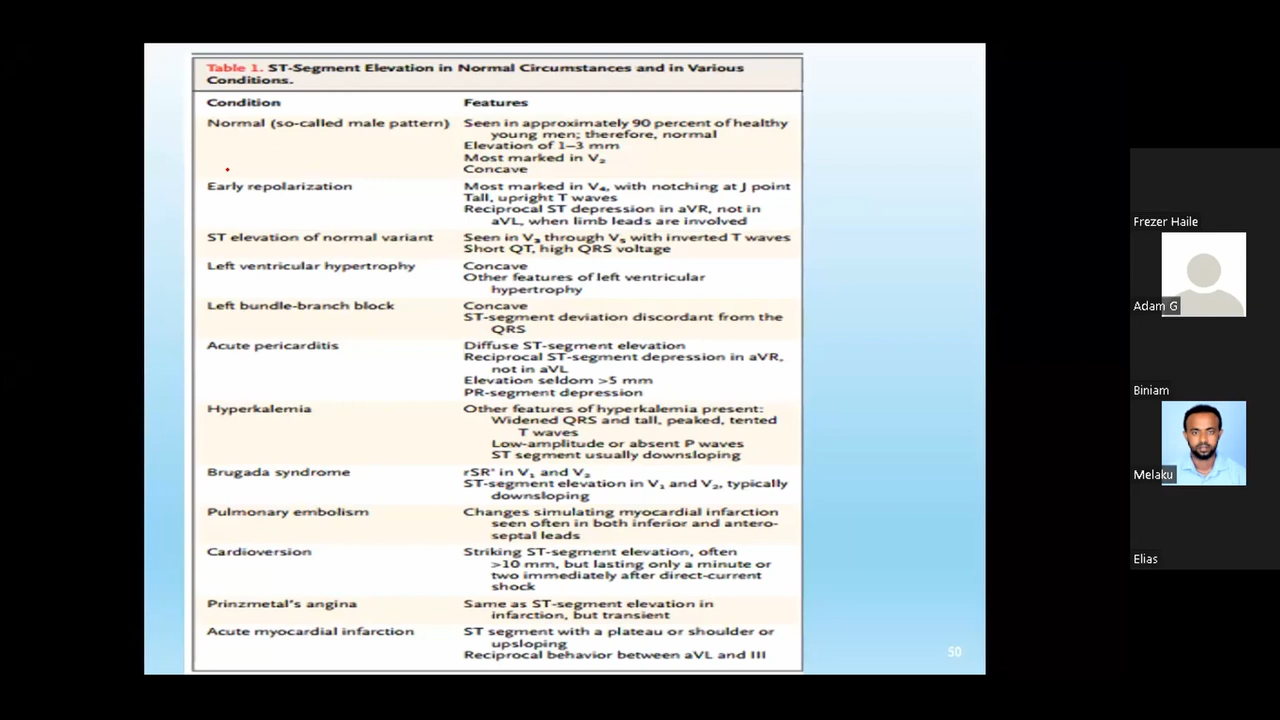 Table 1. ST-Segment Elevation in Normal Circumstances and in Various
Conditions.
Condition Features
Normal (so-called male pattern) Seen in approximately 90 percent of healthy
young men; therefore, normal
Elevation of 1–3 mm
Most marked in V₂
Concave
Early repolarization Most marked in V₄, with notching at J point
Tall, upright T waves
Reciprocal ST depression in aVR, not in
aVL, when limb leads are involved
ST elevation of normal variant Seen in V₃ through V₅ with inverted T waves
Short QT, high QRS voltage
Left ventricular hypertrophy Concave
Other features of left ventricular
hypertrophy
Left bundle-branch block Concave
ST-segment deviation discordant from the
QRS
Acute pericarditis Diffuse ST-segment elevation
Reciprocal ST-segment depression in aVR,
not in aVL
Elevation seldom >5 mm
PR-segment depression
Hyperkalemia Other features of hyperkalemia present:
Widened QRS and tall, peaked, tented
T waves
Low-amplitude or absent P waves
ST segment usually downsloping
Brugada syndrome rSR' in V₁ and V₂
ST-segment elevation in V₁ and V₂, typically
downsloping
Pulmonary embolism Changes simulating myocardial infarction
seen often in both inferior and antero-
septal leads
Cardioversion Striking ST-segment elevation, often
>10 mm, but lasting only a minute or
two immediately after direct-current
shock
Prinzmetal's angina Same as ST-segment elevation in
infarction, but transient
Acute myocardial infarction ST segment with a plateau or shoulder or
upsloping
Reciprocal behavior between aVL and III
50
Frezer Haile
Adam G
Biniam
Melaku
Elias